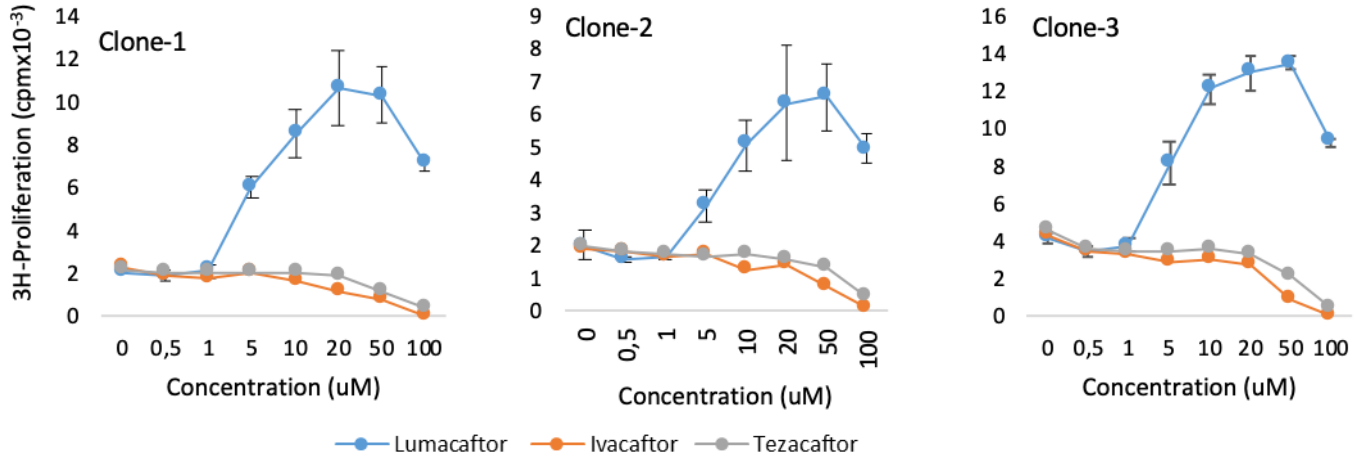 3H-Proliferation (cpmx10-3)
Clone-1
14
12
10
8
6
4
2
0
0 0,5 1 5 10 20 50 100
Concentration (uM)
Clone-2
9
8
7
6
5
4
3
2
1
0
0 0,5 1 5 10 20 50 100
Concentration (uM)
Clone-3
16
14
12
10
8
6
4
2
0
0 0,5 1 5 10 20 50 100
Concentration (uM)
Lumacaftor Ivacaftor Tezacaftor